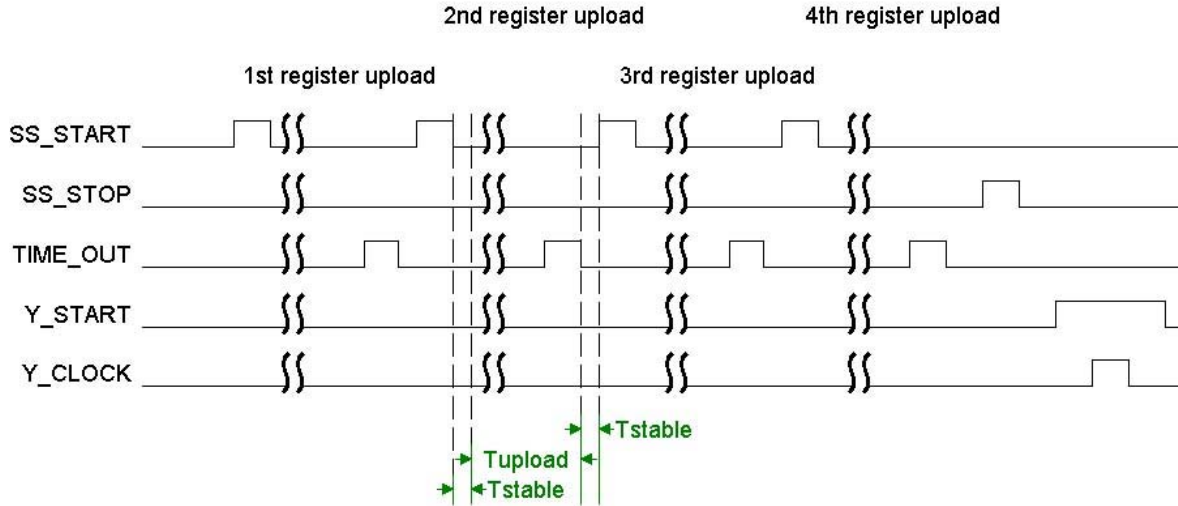 2nd register upload
4th register upload
1st register upload
3rd register upload
SS_START
SS_STOP
TIME_OUT
Y_START
Y_CLOCK
Tstable
Tupload
Tstable